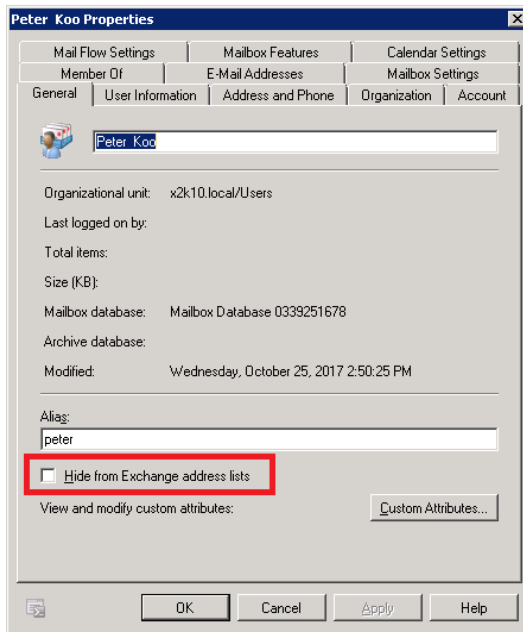 Peter Koo Properties
Mail Flow Settings Mailbox Features Calendar Settings
Member Of E-Mail Addresses Mailbox Settings
General User Information Address and Phone Organization Account
Peter Koo
Organizational unit: x2k10.local/Users
Last logged on by:
Total items:
Size (KB):
Mailbox database: Mailbox Database 0339251678
Archive database:
Modified: Wednesday, October 25, 2017 2:50:25 PM
Alias:
peter
Hide from Exchange address lists
View and modify custom attributes: Custom Attributes...
OK Cancel Apply Help